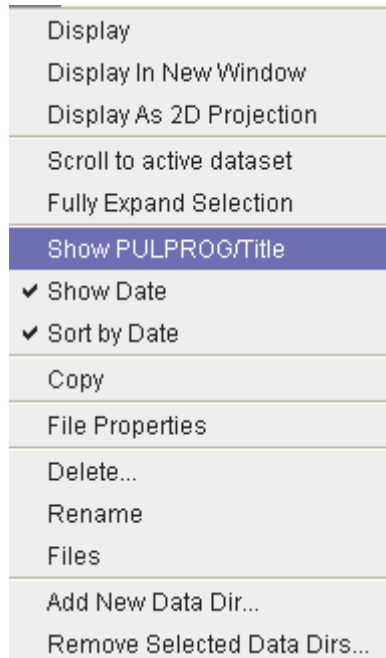 Display
Display In New Window
Display As 2D Projection
Scroll to active dataset
Fully Expand Selection
Show PULPROG/Title
Show Date
Sort by Date
Copy
File Properties
Delete...
Rename
Files
Add New Data Dir...
Remove Selected Data Dirs...